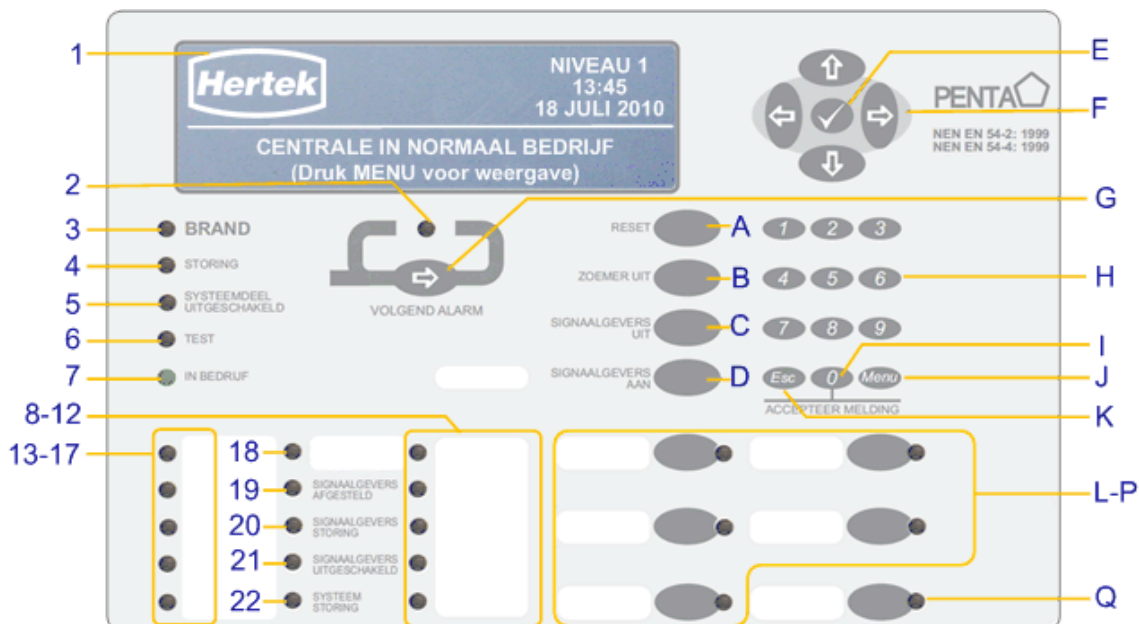 1
Hertek
NIVEAU 1
13:45
18 JULI 2010
CENTRALE IN NORMAAL BEDRIJF
(Druk MENU voor weergave)
E
F
PENTA
NEN EN 54-2: 1999
NEN EN 54-4: 1999
2
G
3
BRAND
4
STORING
5
SYSTEEMDEEL
UITGESCHAKELD
6
TEST
7
IN BEDRIJF
VOLGEND ALARM
RESET
A
ZOEMER UIT
B
SIGNAALGEVERS
UIT
C
SIGNAALGEVERS
AAN
D
1 2 3
4 5 6
H
7 8 9
I
Esc 0 Menu
J
ACCEPTEER MELDING
K
8-12
13-17
18
19
SIGNAALGEVERS
AFGESTELD
20
SIGNAALGEVERS
STORING
21
SIGNAALGEVERS
UITGESCHAKELD
22
SYSTEEM
STORING
L-P
Q